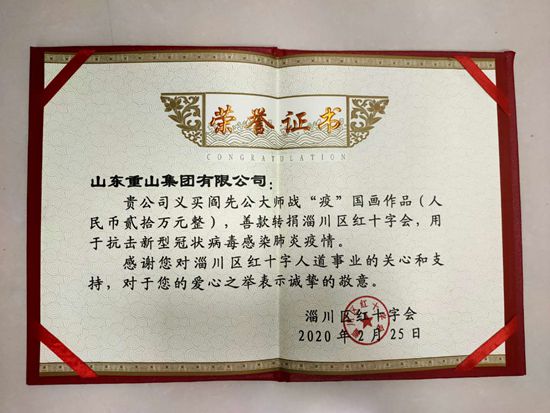 荣誉证书
CONGRATULATION
山东重山集团有限公司：
贵公司义买阎先公大师战“疫”国画作品（人
民币贰拾万元整），善款转捐淄川区红十字会，用
于抗击新型冠状病毒感染肺炎疫情。
感谢您对淄川区红十字人道事业的关心和支
持，对于您的爱心之举表示诚挚的敬意。
淄川区红十字会
2020年2月25日